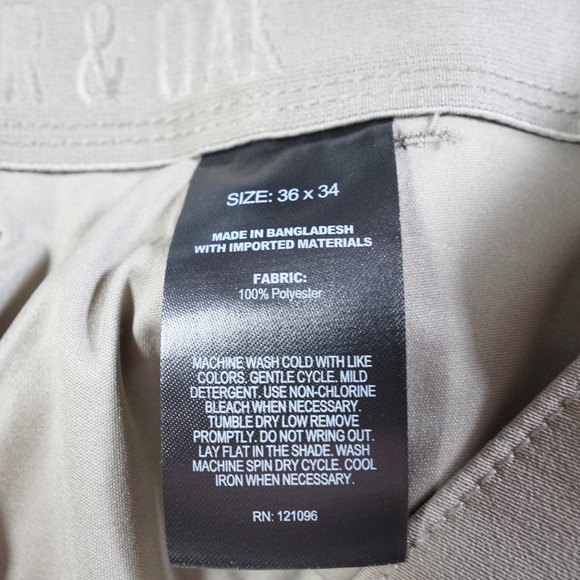 R & OAK
SIZE: 36 x 34
MADE IN BANGLADESH
WITH IMPORTED MATERIALS
FABRIC:
100% Polyester
MACHINE WASH COLD WITH LIKE
COLORS. GENTLE CYCLE. MILD
DETERGENT. USE NON-CHLORINE
BLEACH WHEN NECESSARY.
TUMBLE DRY LOW REMOVE
PROMPTLY. DO NOT WRING OUT.
LAY FLAT IN THE SHADE. WASH
MACHINE SPIN DRY CYCLE. COOL
IRON WHEN NECESSARY.
RN: 121096